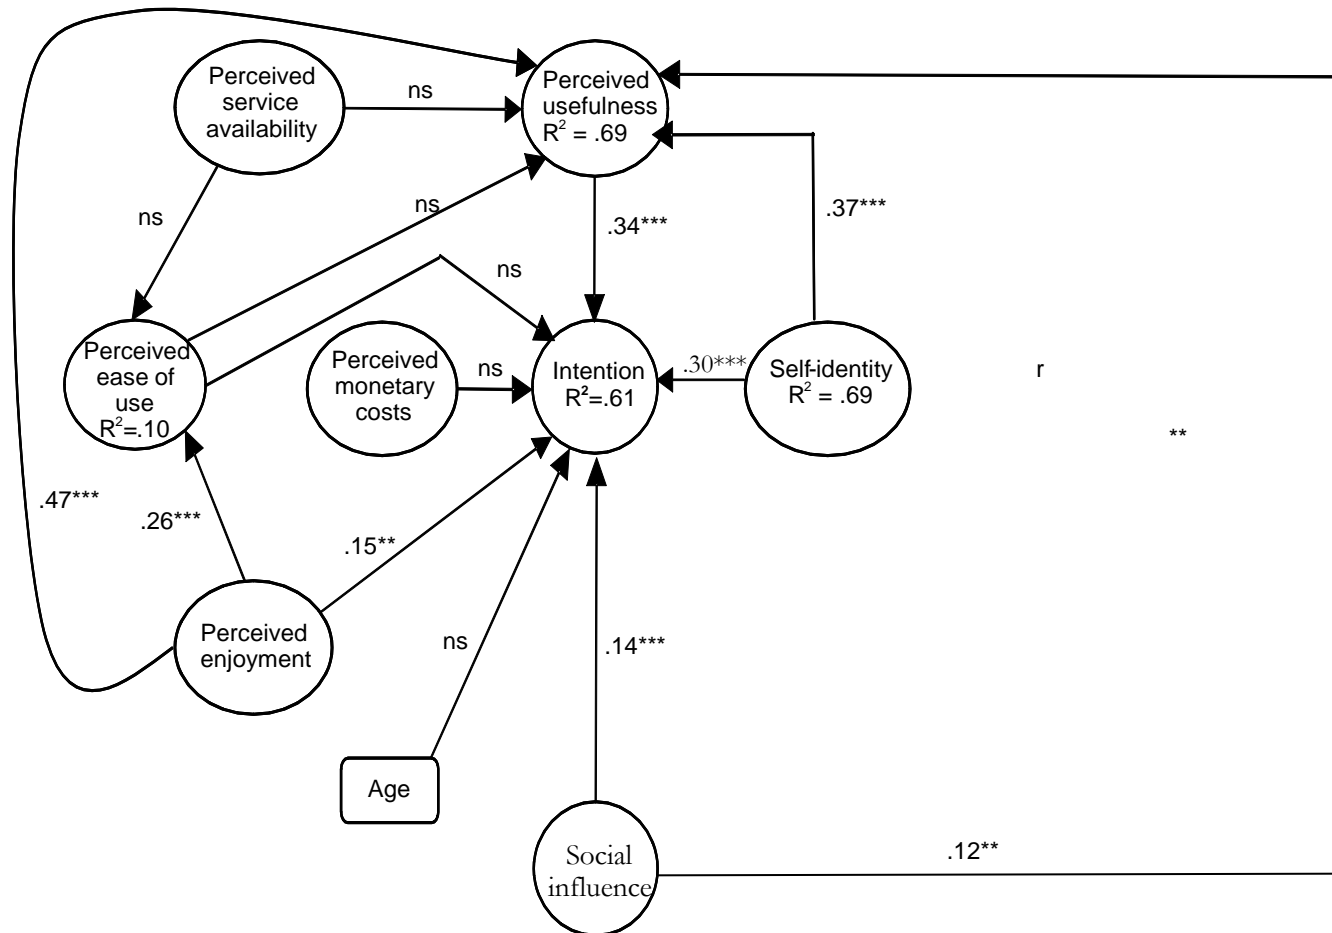 Perceived
service
availability
ns
Perceived
usefulness
R² = .69
ns
ns
.34***
.37***
ns
Perceived
ease of
use
R²=.10
Perceived
monetary
costs
ns
Intention
R²=.61
.30***
Self-identity
R² = .69
r
**
.47***
.26***
.15**
Perceived
enjoyment
ns
.14***
Age
Social
influence
.12**